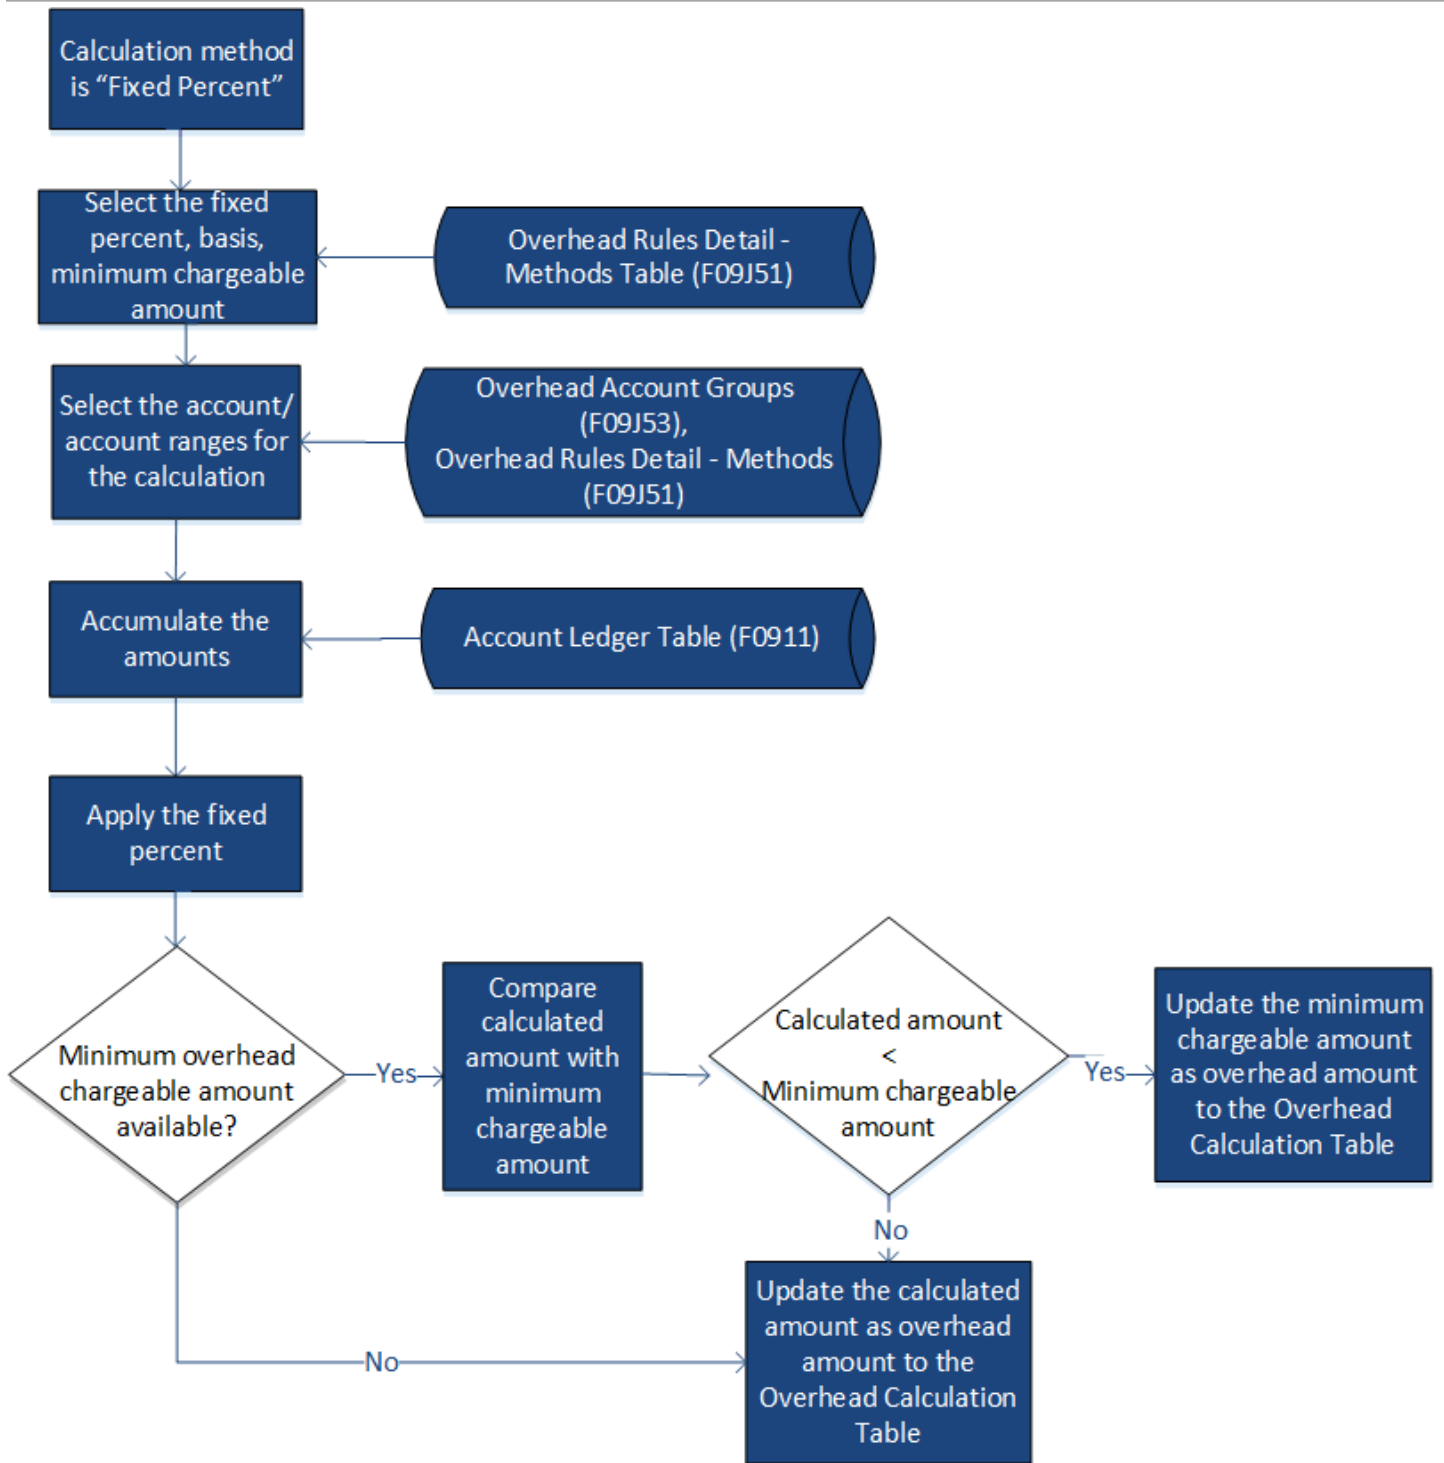 Calculation method
is “Fixed Percent”
Select the fixed
percent, basis,
minimum chargeable
amount
Overhead Rules Detail -
Methods Table (F09J51)
Select the account/
account ranges for
the calculation
Overhead Account Groups
(F09J53),
Overhead Rules Detail - Methods
(F09J51)
Accumulate the
amounts
Account Ledger Table (F0911)
Apply the fixed
percent
Minimum overhead
chargeable amount
available?
Yes
Compare
calculated
amount with
minimum
chargeable
amount
Calculated amount
<
Minimum chargeable
amount
Yes
Update the minimum
chargeable amount
as overhead amount
to the Overhead
Calculation Table
No
No
Update the calculated
amount as overhead
amount to the
Overhead Calculation
Table